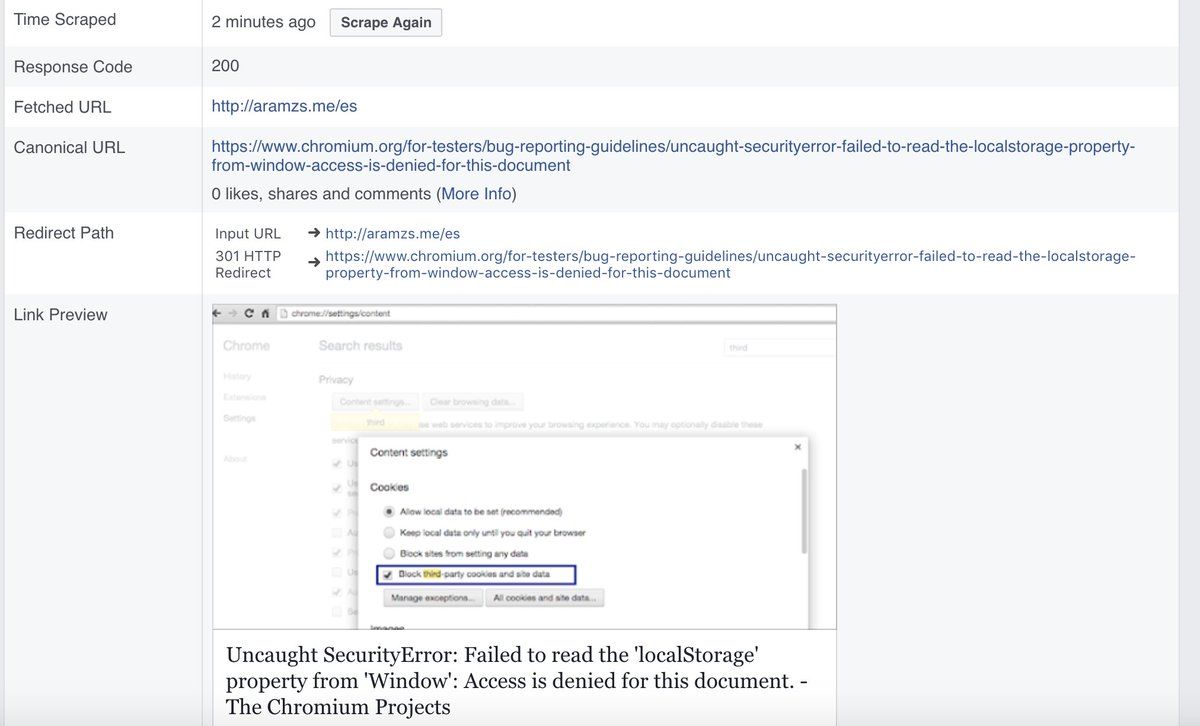 Time Scraped
2 minutes ago
Scrape Again
Response Code
200
Fetched URL
http://aramzs.me/es
Canonical URL
https://www.chromium.org/for-testers/bug-reporting-guidelines/uncaught-securityerror-failed-to-read-the-localstorage-property-
from-window-access-is-denied-for-this-document
0 likes, shares and comments (More Info)
Redirect Path
Input URL → http://aramzs.me/es
301 HTTP
Redirect
→ https://www.chromium.org/for-testers/bug-reporting-guidelines/uncaught-securityerror-failed-to-read-the-localstorage-
property-from-window-access-is-denied-for-this-document
Link Preview
chrome://settings/content
Chrome
Search results
third
History
Extensions
Settings
About
Privacy
Content settings...
Clear browsing data...
third
se web services to improve your browsing experience. You may optionally disable these
service
Content settings
×
Cookies
Allow local data to be set (recommended)
Keep local data only until you quit your browser
Block sites from setting any data
Block third-party cookies and site data
Manage exceptions...
All cookies and site data...
Images
Uncaught SecurityError: Failed to read the 'localStorage'
property from 'Window': Access is denied for this document. -
The Chromium Projects